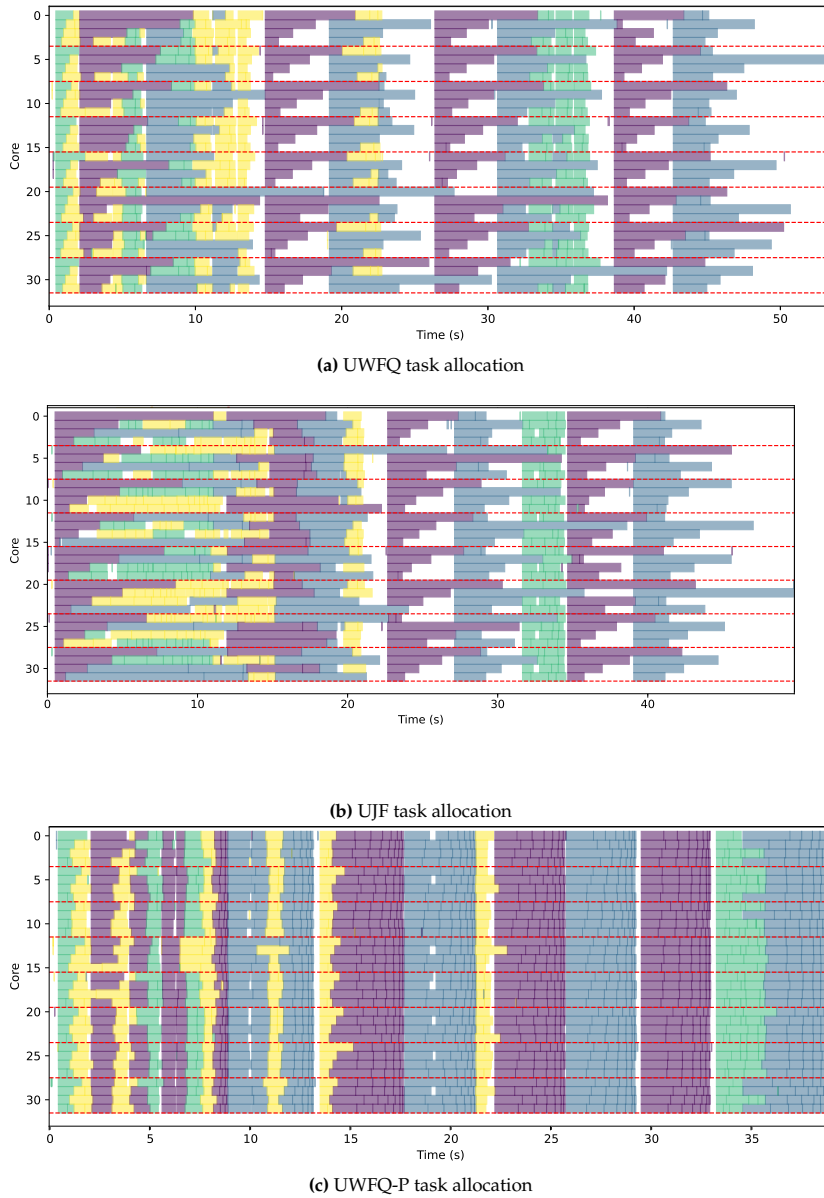 0
5
10
15
20
25
30
Core
0 10 20 30 40 50
Time (s)
(a) UWFQ task allocation
0
5
10
15
20
25
30
Core
0 10 20 30 40
Time (s)
(b) UJF task allocation
0
5
10
15
20
25
30
Core
0 5 10 15 20 25 30 35
Time (s)
(c) UWFQ-P task allocation